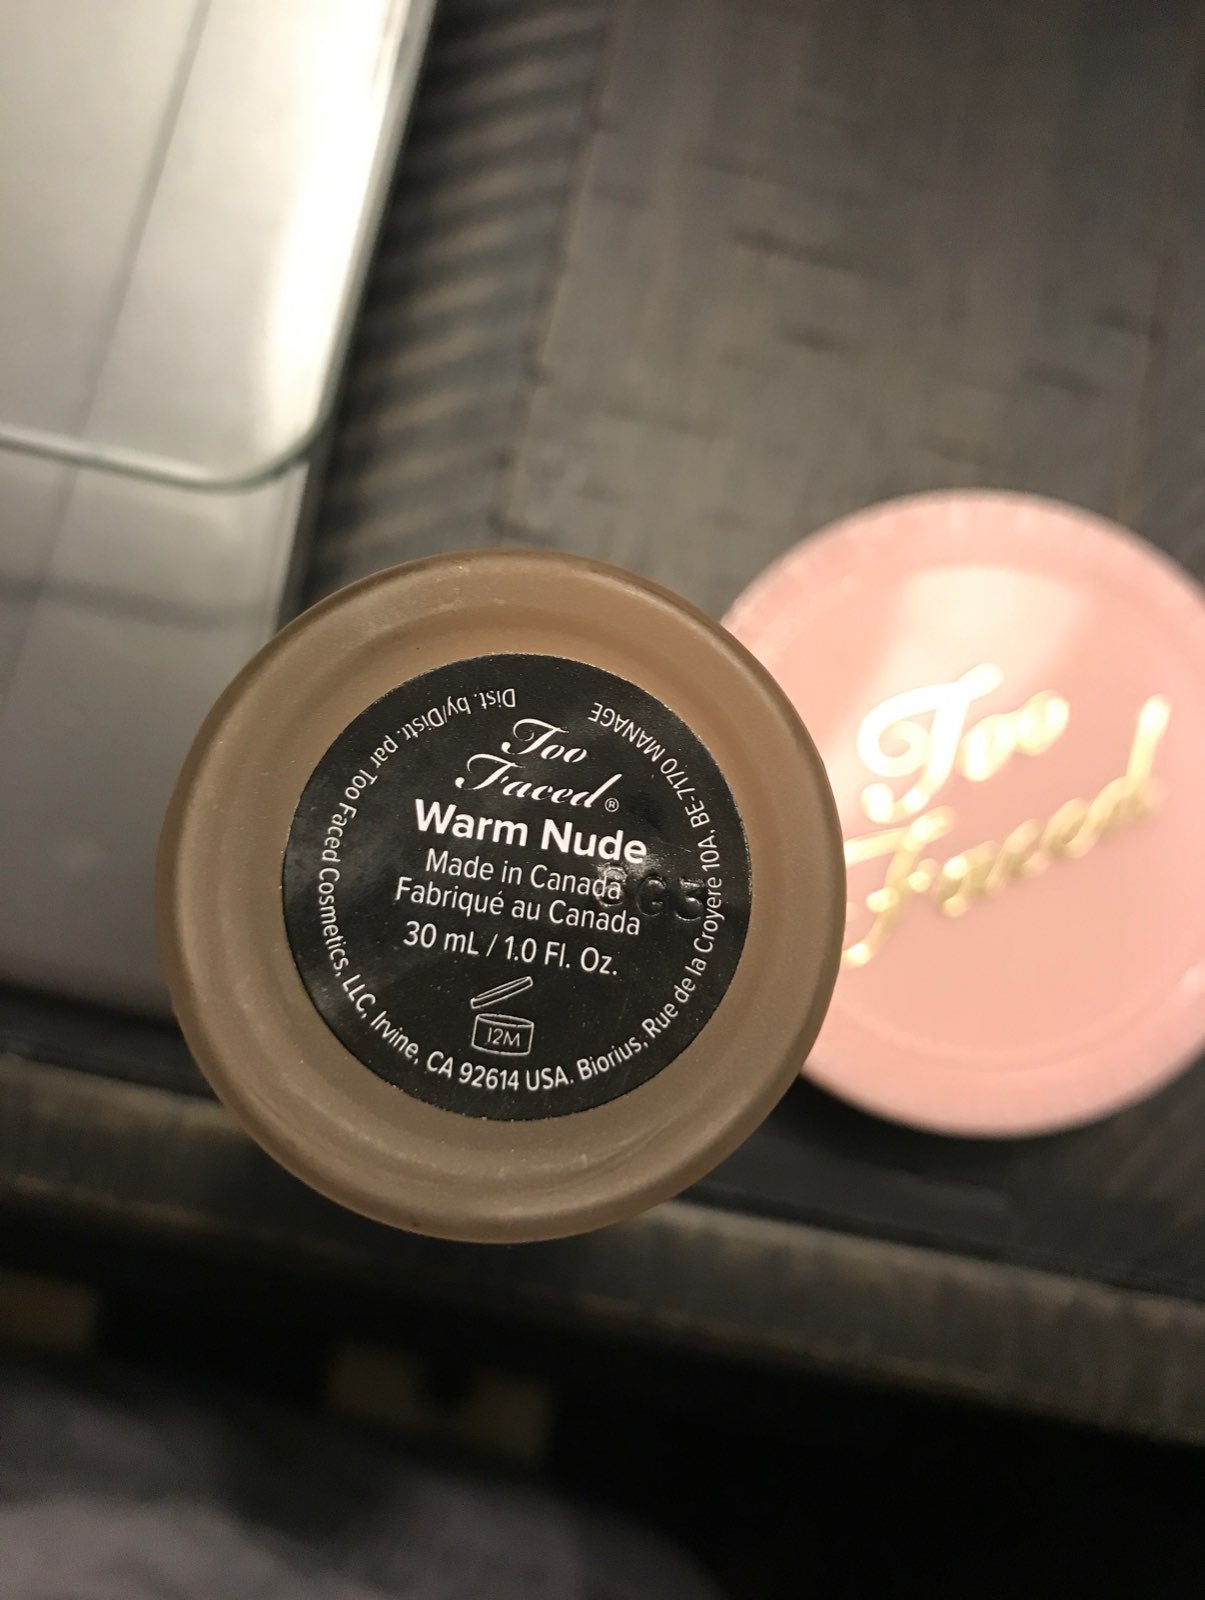 Too
Faced®
Warm Nude
Made in Canada
Fabriqué au Canada
30 mL / 1.0 Fl. Oz.
12M
Dist. by/Distr. par Too Faced Cosmetics, LLC, Irvine, CA 92614 USA. Biorius, Rue de la Croyere 10A, BE-7170 MANAGE
Too
Faced